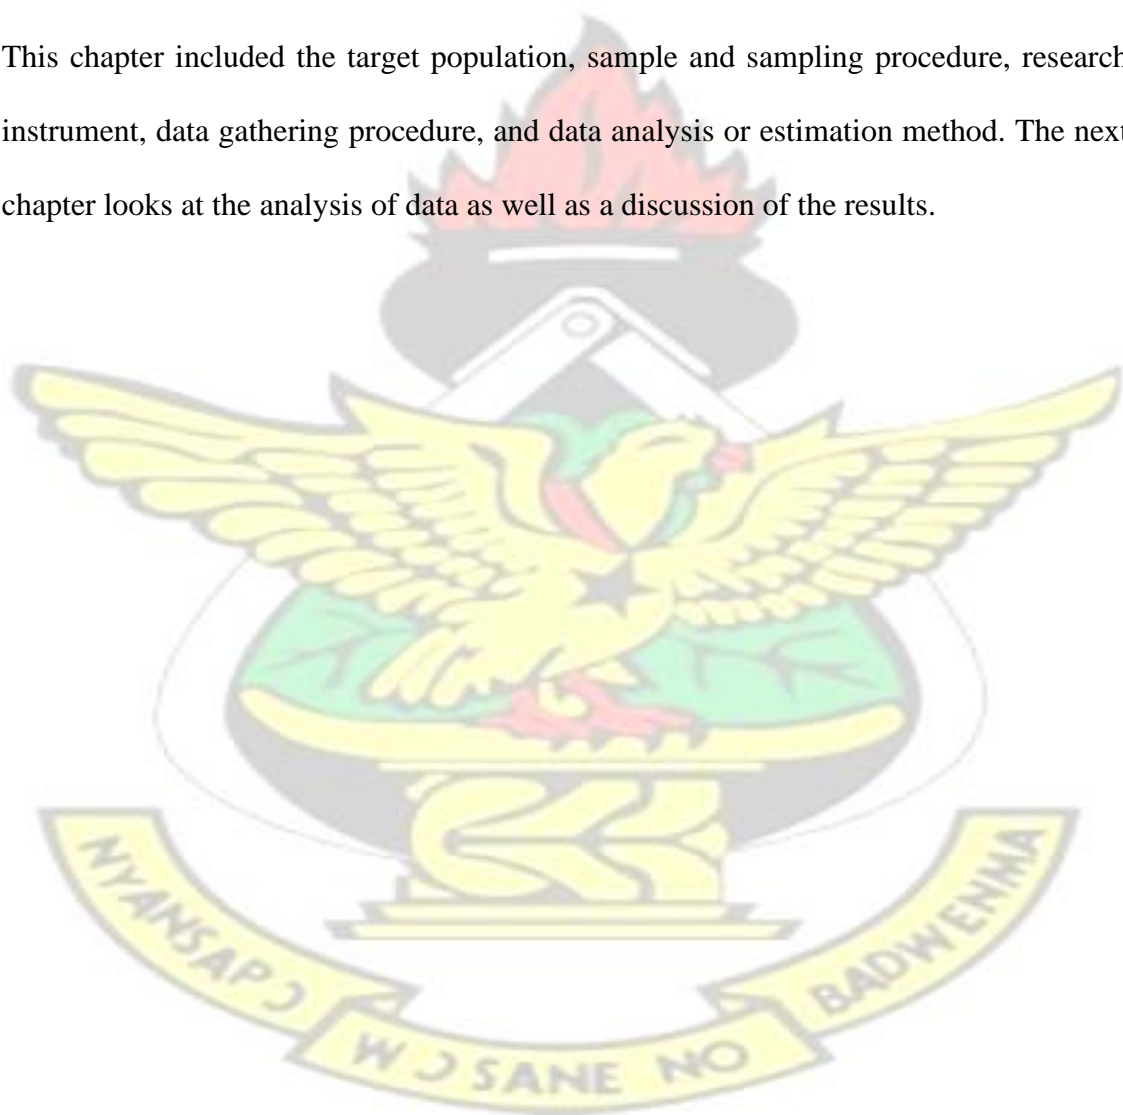 This chapter included the target population, sample and sampling procedure, research
instrument, data gathering procedure, and data analysis or estimation method. The next
chapter looks at the analysis of data as well as a discussion of the results.
NYANSAPƆ
WƆSANE NO
BADWENMA